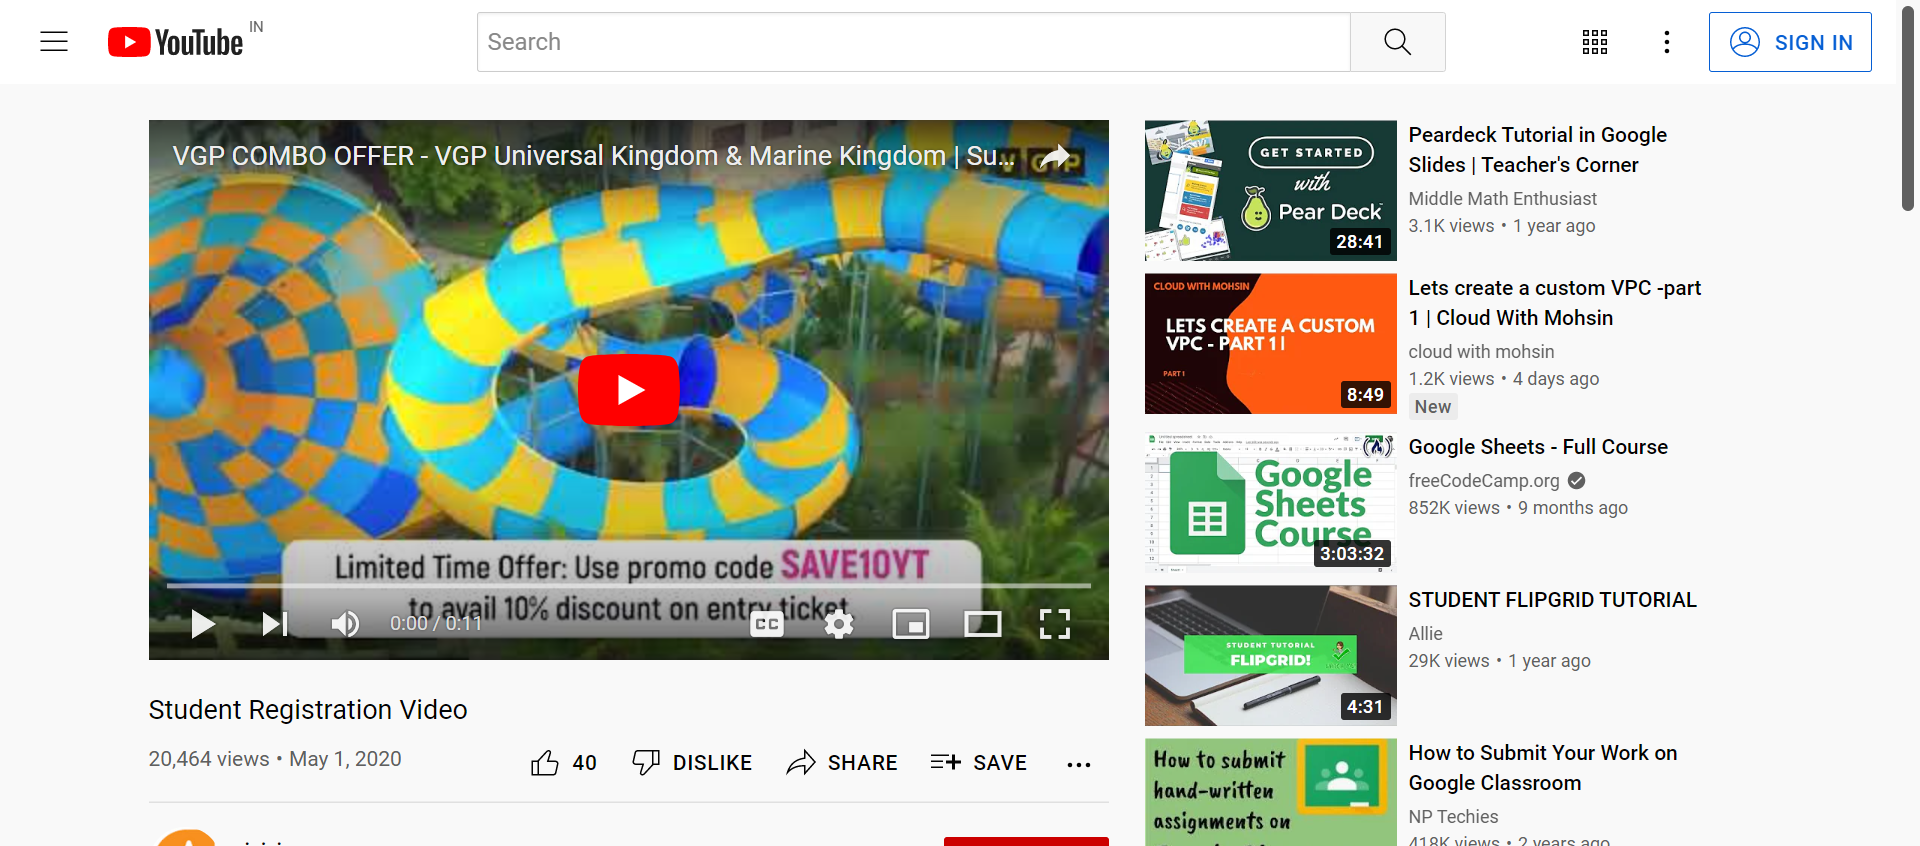 YouTube IN
Search
SIGN IN
VGP COMBO OFFER - VGP Universal Kingdom & Marine Kingdom | Su...
Limited Time Offer: Use promo code SAVE10YT
to avail 10% discount on entry ticket
0:00 / 0:11
CC
Student Registration Video
20,464 views • May 1, 2020
40
DISLIKE
SHARE
SAVE
GET STARTED
with
Pear Deck
28:41
Peardeck Tutorial in Google
Slides | Teacher's Corner
Middle Math Enthusiast
3.1K views • 1 year ago
CLOUD WITH MOHSIN
LETS CREATE A CUSTOM
VPC - PART 1 |
PART 1
8:49
Lets create a custom VPC -part
1 | Cloud With Mohsin
cloud with mohsin
1.2K views • 4 days ago
New
Google
Sheets
Course
3:03:32
Google Sheets - Full Course
freeCodeCamp.org
852K views • 9 months ago
STUDENT TUTORIAL
FLIPGRID!
4:31
STUDENT FLIPGRID TUTORIAL
Allie
29K views • 1 year ago
How to submit
hand-written
assignments on
How to Submit Your Work on
Google Classroom
NP Techies
418K views • 2 years ago